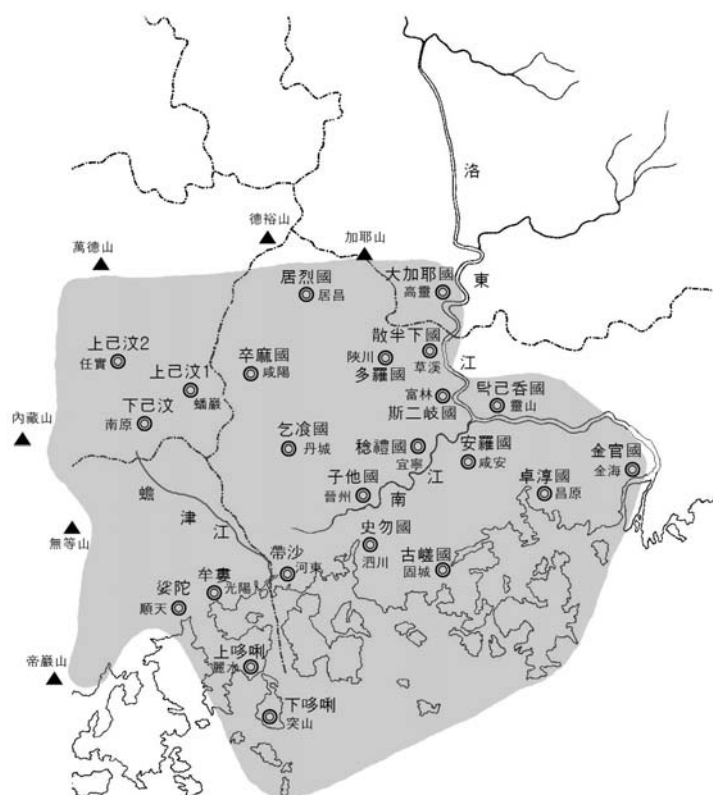 洛
東
江
德裕山
加耶山
萬德山
居烈國
居昌
大加耶國
高靈
散半下國
草溪
陜川
多羅國
上己汶2
任實
上己汶1
蟠巖
卒麻國
咸陽
富林
斯二岐國
靈山
下己汶
南原
內藏山
乞飡國
丹城
稔禮國
宜寧
安羅國
咸安
金官國
金海
子他國
晉州
南
江
卓淳國
昌原
蟾
津
江
無等山
史勿國
泗川
帶沙
河東
古嵯國
固城
牟婁
光陽
娑陀
順天
上哆唎
麗水
帝巖山
下哆唎
突山